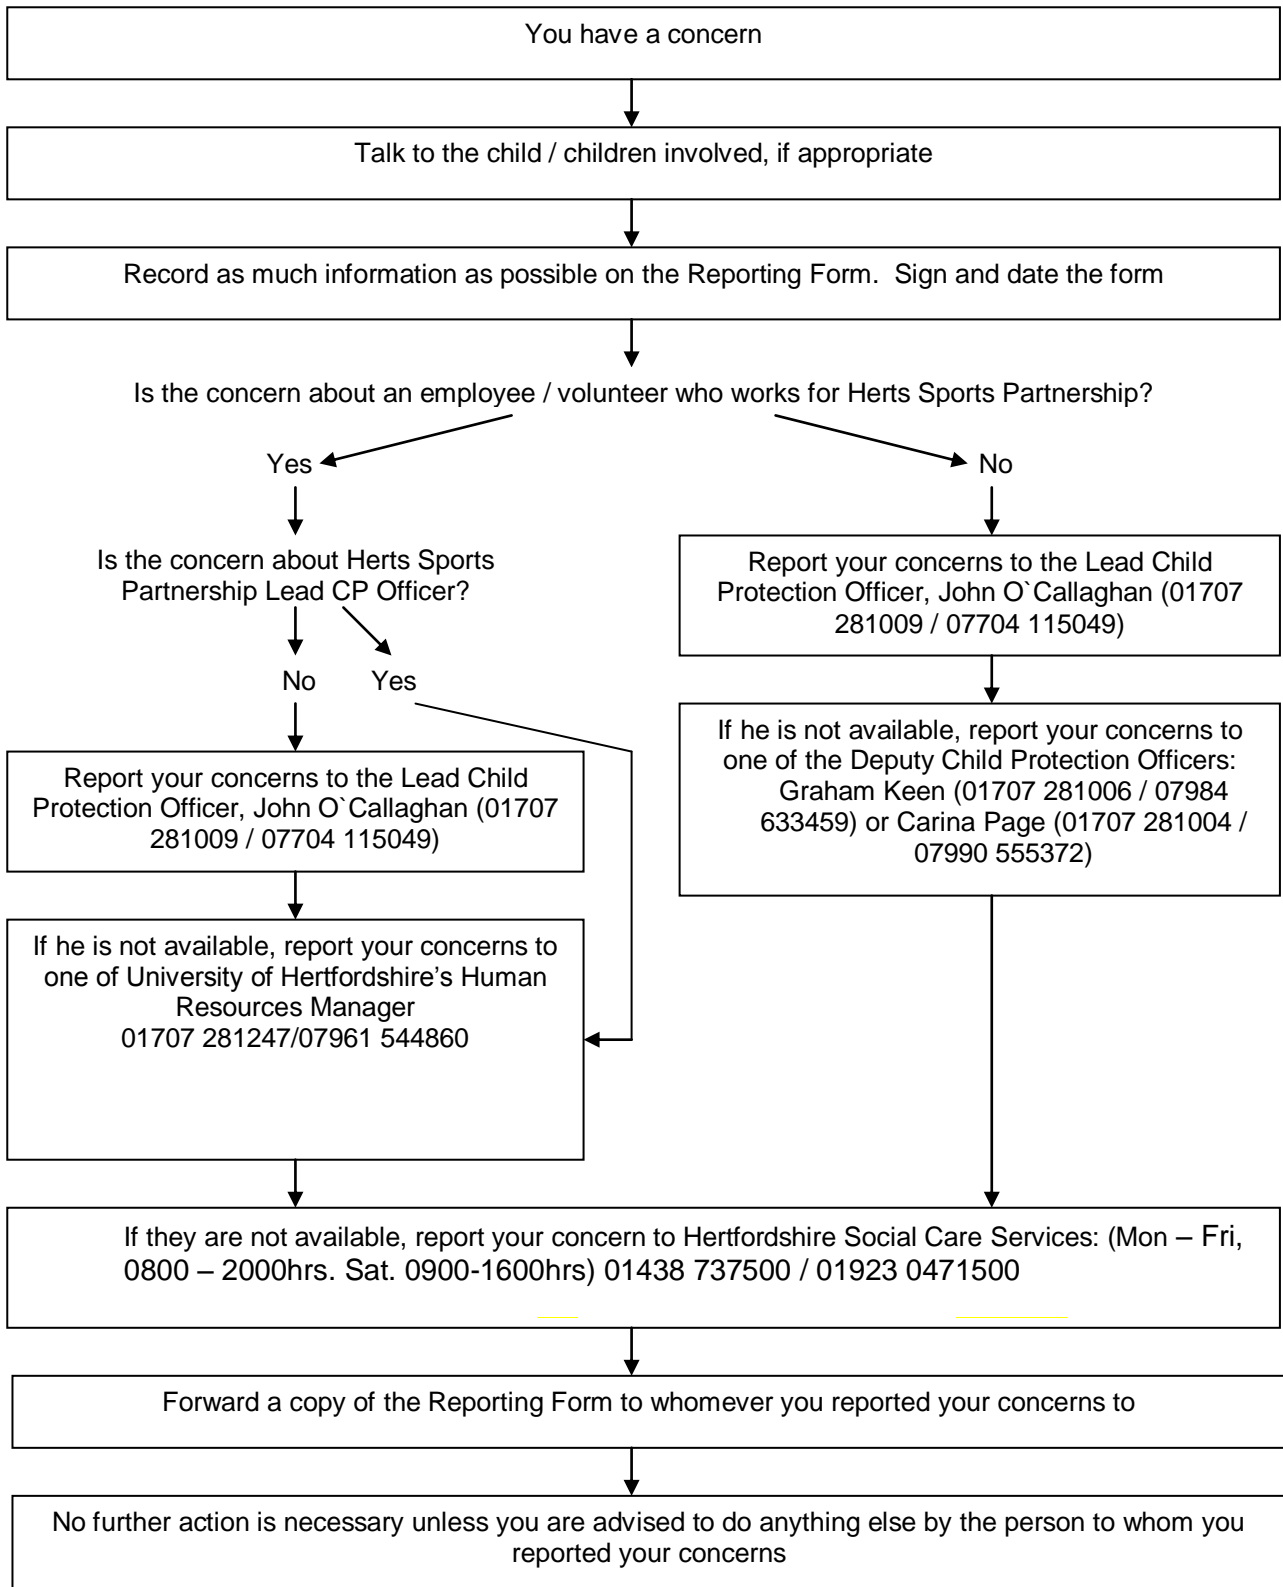 You have a concern
Talk to the child / children involved, if appropriate
Record as much information as possible on the Reporting Form.  Sign and date the form
Is the concern about an employee / volunteer who works for Herts Sports Partnership?
Yes
No
Is the concern about Herts Sports
Partnership Lead CP Officer?
No
Yes
Report your concerns to the Lead Child
Protection Officer, John O`Callaghan (01707
281009 / 07704 115049)
If he is not available, report your concerns to
one of University of Hertfordshire’s Human
Resources Manager
01707 281247/07961 544860
Report your concerns to the Lead Child
Protection Officer, John O`Callaghan (01707
281009 / 07704 115049)
If he is not available, report your concerns to
one of the Deputy Child Protection Officers:
Graham Keen (01707 281006 / 07984
633459) or Carina Page (01707 281004 /
07990 555372)
If they are not available, report your concern to Hertfordshire Social Care Services: (Mon – Fri,
0800 – 2000hrs. Sat. 0900-1600hrs) 01438 737500 / 01923 0471500
Forward a copy of the Reporting Form to whomever you reported your concerns to
No further action is necessary unless you are advised to do anything else by the person to whom you
reported your concerns